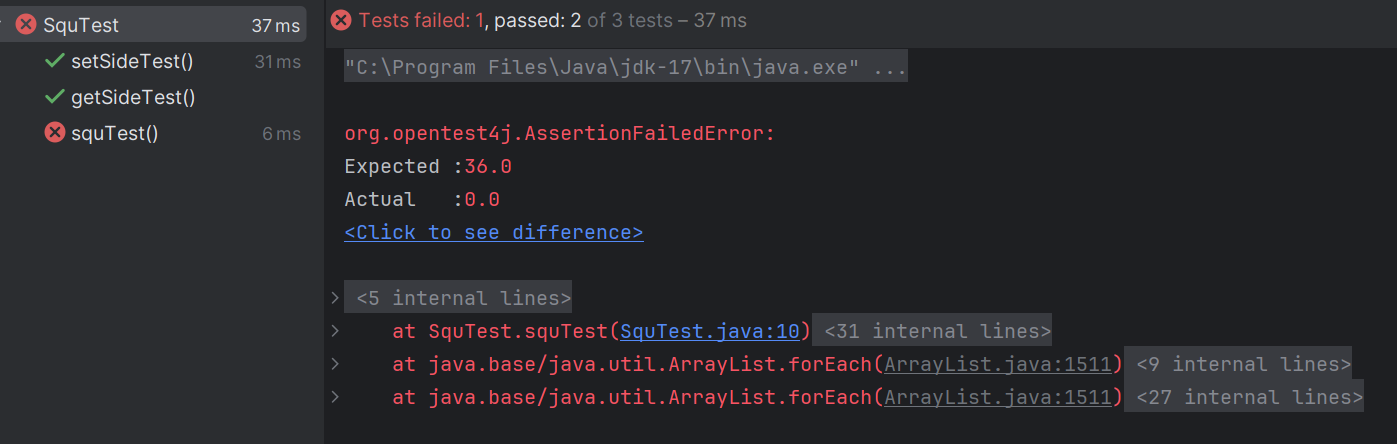 SquTest 37 ms
setSideTest() 31 ms
getSideTest()
squTest() 6 ms
Tests failed: 1, passed: 2 of 3 tests – 37 ms
"C:\Program Files\Java\jdk-17\bin\java.exe" ...
org.opentest4j.AssertionFailedError:
Expected :36.0
Actual   :0.0
<Click to see difference>
<5 internal lines>
at SquTest.squTest(SquTest.java:10) <31 internal lines>
at java.base/java.util.ArrayList.forEach(ArrayList.java:1511) <9 internal lines>
at java.base/java.util.ArrayList.forEach(ArrayList.java:1511) <27 internal lines>